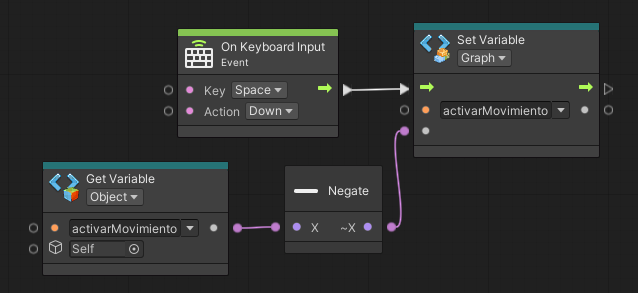 On Keyboard Input
Event
Key Space
Action Down
Set Variable
Graph
activarMovimiento
Get Variable
Object
activarMovimiento
Self
Negate
X ~X